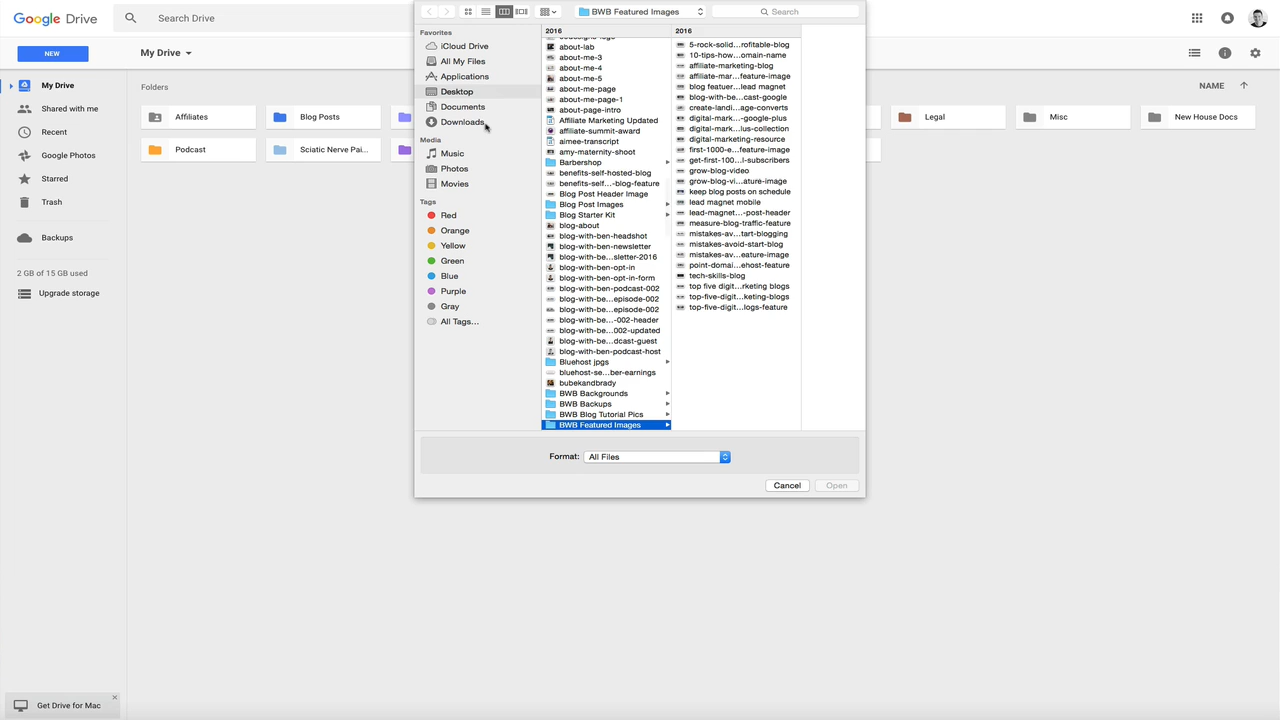 Google Drive
Search Drive
NEW
My Drive
NAME
My Drive
Shared with me
Recent
Google Photos
Starred
Trash
Backups
2 GB of 15 GB used
Upgrade storage
Get Drive for Mac
Folders
Affiliates
Blog Posts
Legal
Misc
New House Docs
Podcast
Sciatic Nerve Pai...
BWB Featured Images
Search
Favorites
iCloud Drive
All My Files
Applications
Desktop
Documents
Downloads
Media
Music
Photos
Movies
Tags
Red
Orange
Yellow
Green
Blue
Purple
Gray
All Tags...
2016
about-lab
about-me-3
about-me-4
about-me-5
about-me-page
about-me-page-1
about-page-intro
Affiliate Marketing Updated
affiliate-summit-award
aimee-transcript
amy-maternity-shoot
Barbershop
benefits-self-hosted-blog
benefits-self...-blog-feature
Blog Post Header Image
Blog Post Images
Blog Starter Kit
blog-about
blog-with-ben-headshot
blog-with-ben-newsletter
blog-with-be...sletter-2016
blog-with-ben-opt-in
blog-with-ben-opt-in-form
blog-with-ben-podcast-002
blog-with-be...episode-002
blog-with-be...episode-002
blog-with-be...-002-header
blog-with-be...002-updated
blog-with-be...dcast-guest
blog-with-ben-podcast-host
Bluehost jpgs
bluehost-se...ber-earnings
bubekandbrady
BWB Backgrounds
BWB Backups
BWB Blog Tutorial Pics
BWB Featured Images
2016
5-rock-solid...rofitable-blog
10-tips-how...omain-name
affiliate-marketing-blog
affiliate-mar...feature-image
blog featuer...lead magnet
blog-with-be...cast-google
create-landi...age-converts
digital-mark...google-plus
digital-mark...ius-collection
digital-marketing-resource
first-1000-e...feature-image
get-first-100...l-subscribers
grow-blog-video
grow-blog-vi...ature-image
keep blog posts on schedule
lead magnet mobile
lead-magnet...-post-header
measure-blog-traffic-feature
mistakes-av...tart-blogging
mistakes-avoid-start-blog
mistakes-av...eature-image
point-domai...ehost-feature
tech-skills-blog
top five digit...rketing blogs
top-five-digit...keting-blogs
top-five-digit...logs-feature
Format:
All Files
Cancel
Open